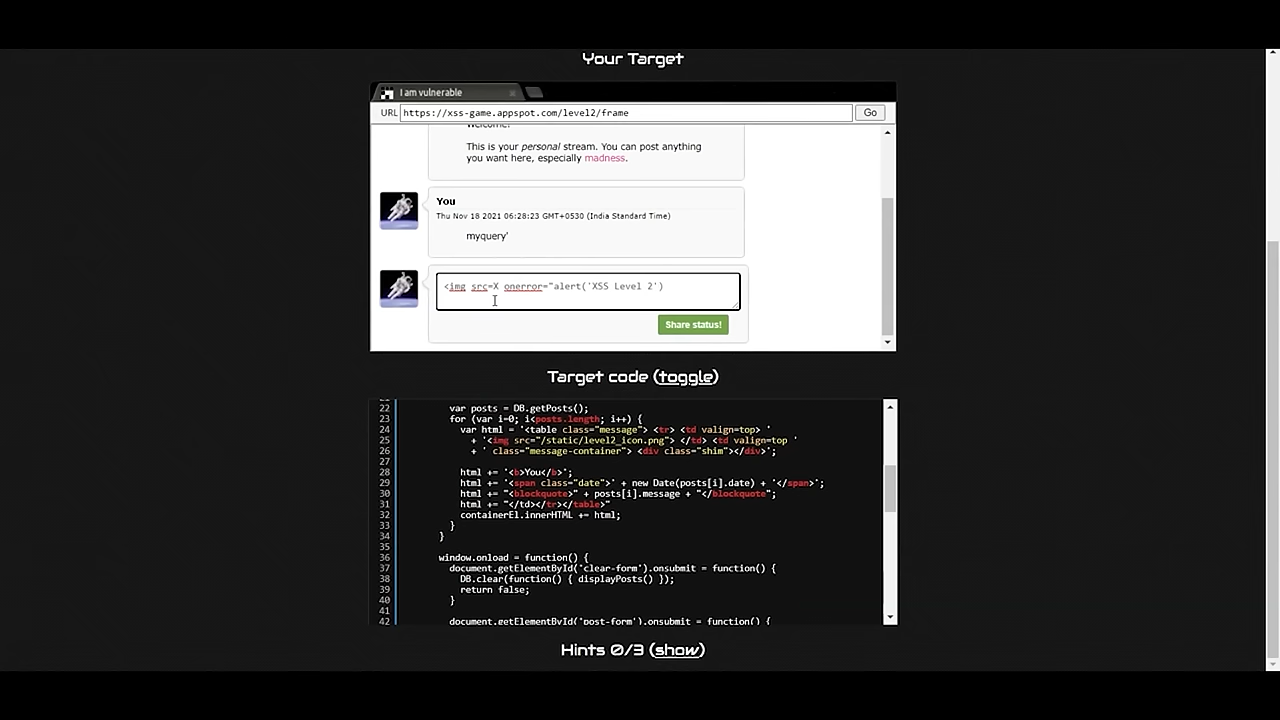 Your Target
I am vulnerable
URL https://xss-game.appspot.com/level2/frame Go
Welcome!
This is your personal stream. You can post anything
you want here, especially madness.
You
Thu Nov 18 2021 06:28:23 GMT+0530 (India Standard Time)
myquery'
<img src=X onerror="alert('XSS Level 2')
Share status!
Target code (toggle)
22 var posts = DB.getPosts();
23 for (var i=0; i<posts.length; i++) {
24 var html = '<table class="message"> <tr> <td valign=top> '
25 + '<img src="/static/level2_icon.png"> </td> <td valign=top '
26 + ' class="message-container"> <div class="shim"></div>';
27
28 html += '<b>You</b>';
29 html += '<span class="date">' + new Date(posts[i].date) + '</span>';
30 html += "<blockquote>" + posts[i].message + "</blockquote";
31 html += "</td></tr></table>"
32 containerEl.innerHTML += html;
33 }
34 }
35
36 window.onload = function() {
37 document.getElementById('clear-form').onsubmit = function() {
38 DB.clear(function() { displayPosts() });
39 return false;
40 }
41
42 document.getElementById('post-form').onsubmit = function() {
Hints 0/3 (show)